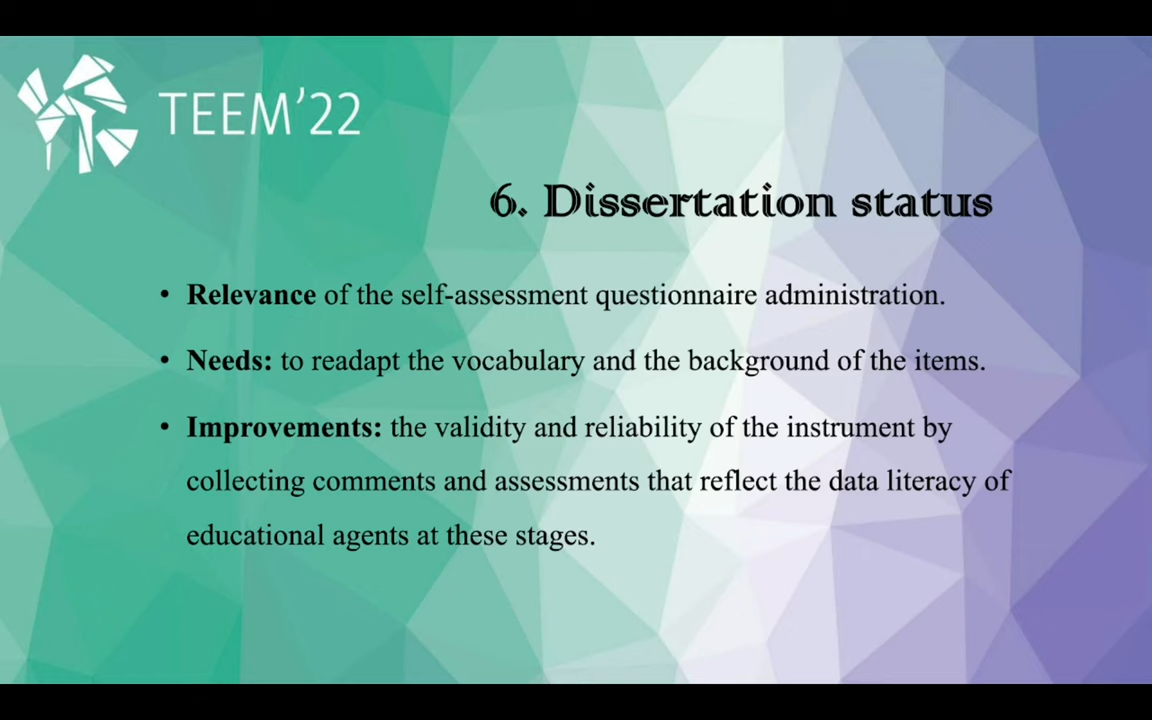 TEEM’22
6. Dissertation status
• Relevance of the self-assessment questionnaire administration.
• Needs: to readapt the vocabulary and the background of the items.
• Improvements: the validity and reliability of the instrument by
collecting comments and assessments that reflect the data literacy of
educational agents at these stages.